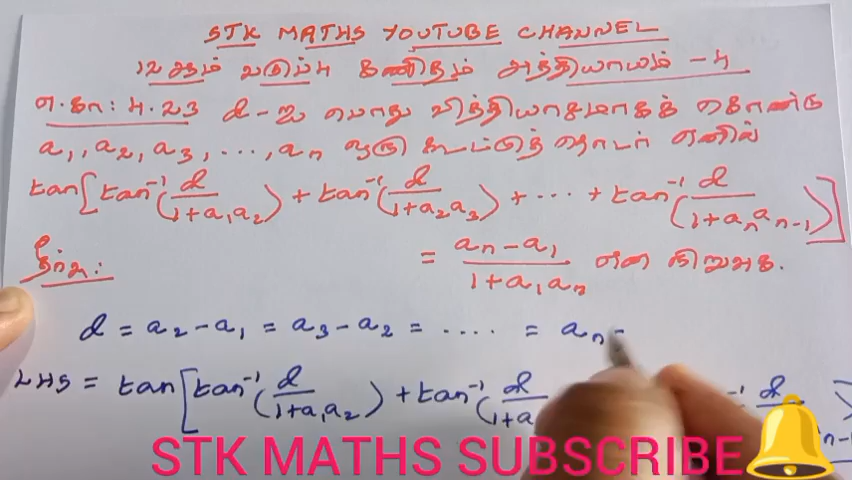 STK MATHS YOUTUBE CHANNEL
12 ஆம் வகுப்பு கணிதம் அத்தியாயம் - 4
எ.கா: 4.23 d-ஐ பொது வித்தியாசமாகக் கொண்டு
a₁, a₂, a₃, ..., aₙ ஒரு கூட்டுத் தொடர் எனில்
tan[tan⁻¹(d/(1+a₁a₂)) + tan⁻¹(d/(1+a₂a₃)) + ... + tan⁻¹(d/(1+aₙaₙ₋₁))]
= (aₙ-a₁)/(1+a₁aₙ) என நிறுவுக.
தீர்வு:
d = a₂-a₁ = a₃-a₂ = .... = aₙ-
LHS = tan[tan⁻¹(d/(1+a₁a₂)) + tan⁻¹(d/(1+a
STK MATHS SUBSCRIBE